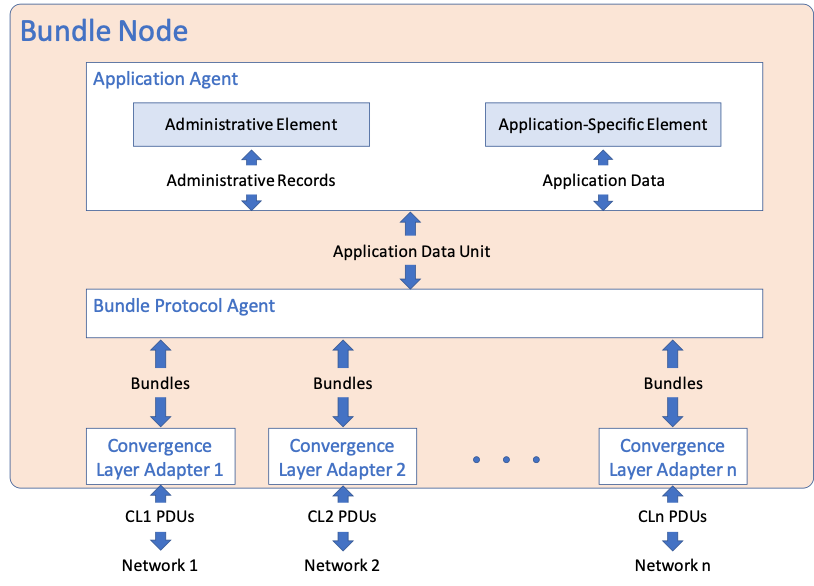 Bundle Node
Application Agent
Administrative Element
Application-Specific Element
Administrative Records
Application Data
Application Data Unit
Bundle Protocol Agent
Bundles
Bundles
Bundles
Convergence
Layer Adapter 1
Convergence
Layer Adapter 2
Convergence
Layer Adapter n
CL1 PDUs
CL2 PDUs
CLn PDUs
Network 1
Network 2
Network n